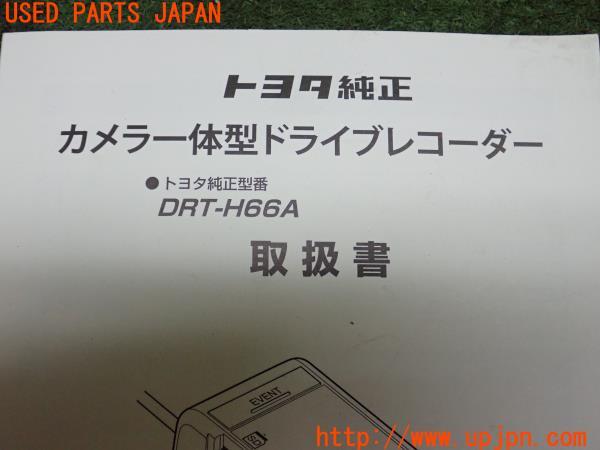 USED PARTS JAPAN
トヨタ純正
カメラ一体型ドライブレコーダー
●トヨタ純正型番
DRT-H66A
取扱書
EVENT
http://www.upjpn.com